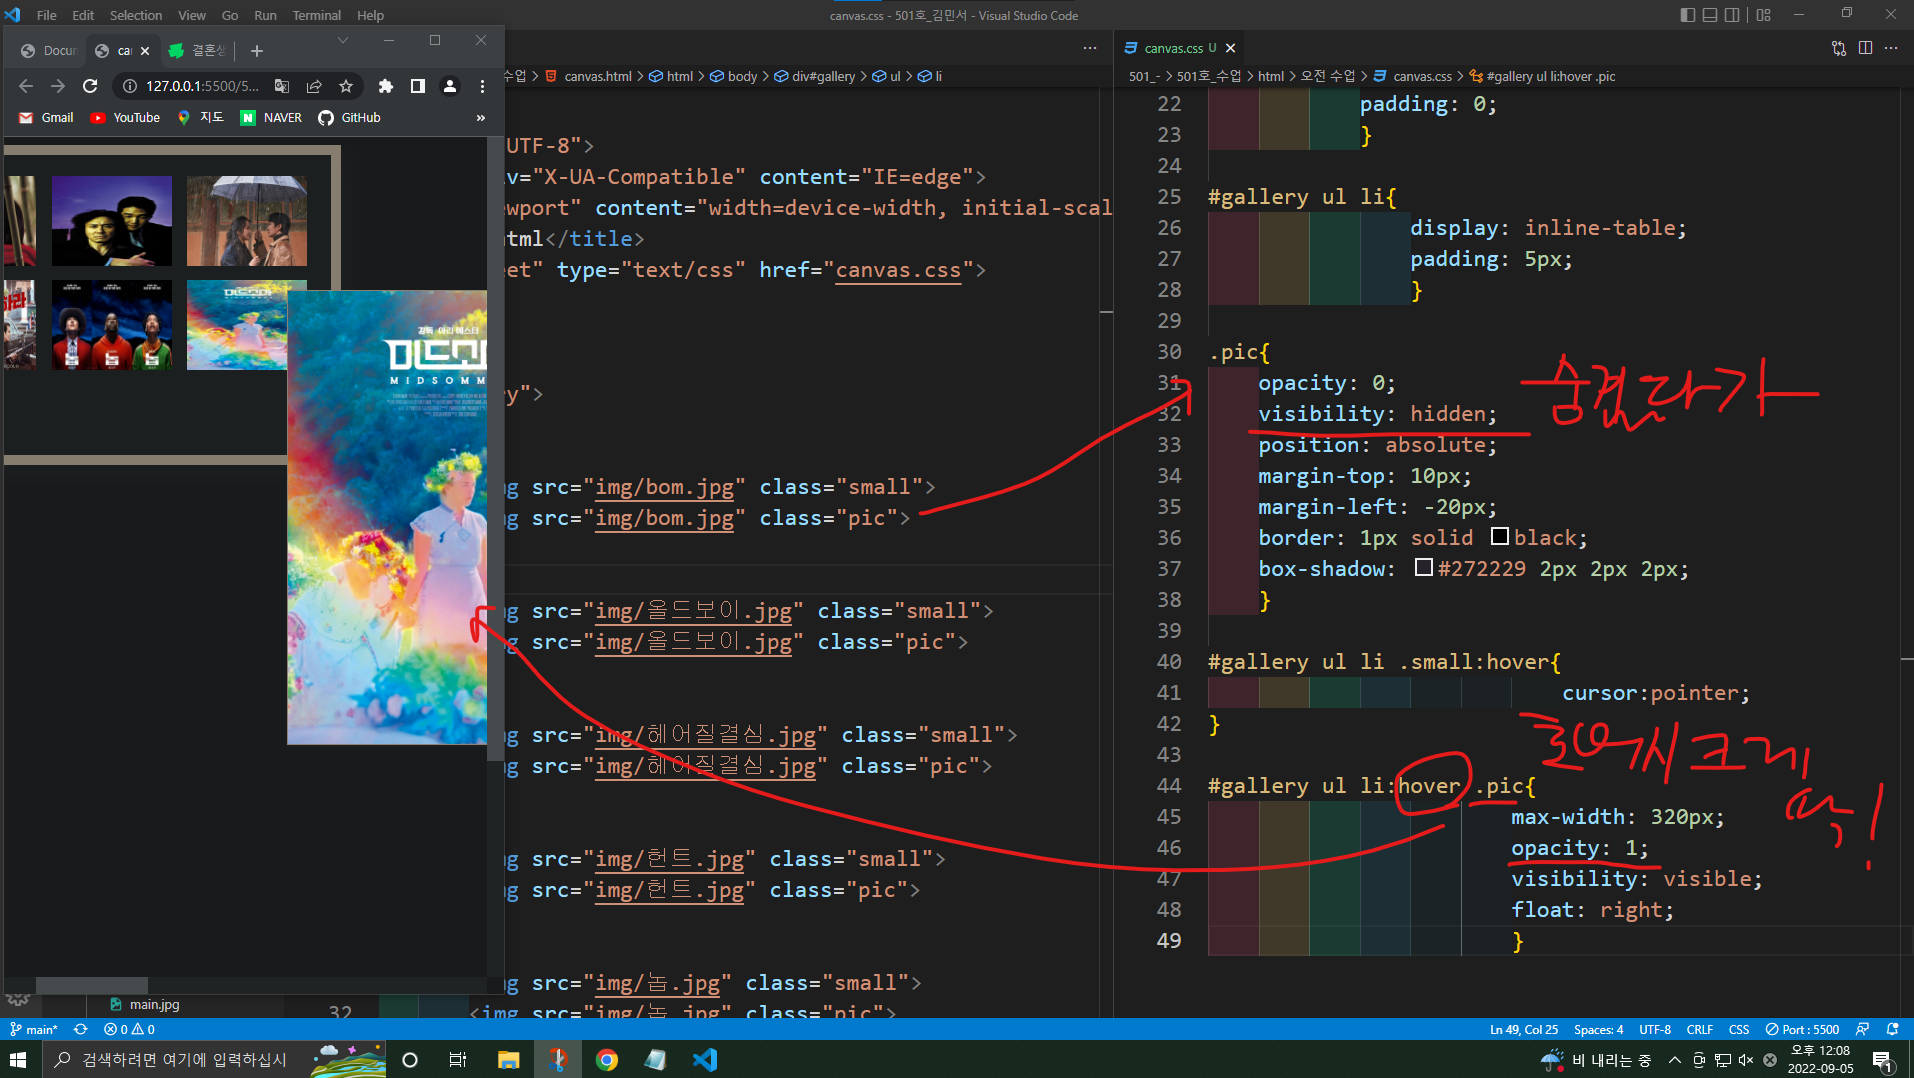 File Edit Selection View Go Run Terminal Help
canvas.css - 501호_김민서 - Visual Studio Code
Docur
ca
결혼상
127.0.0.1:5500/5...
Gmail YouTube 지도 NAVER GitHub »
수업 > canvas.html > html > body > div#gallery > ul > li
UTF-8">
v="X-UA-Compatible" content="IE=edge">
wport" content="width=device-width, initial-scal
tml</title>
et" type="text/css" href="canvas.css">
y">
g src="img/bom.jpg" class="small">
g src="img/bom.jpg" class="pic">
g src="img/올드보이.jpg" class="small">
g src="img/올드보이.jpg" class="pic">
g src="img/헤어질결심.jpg" class="small">
g src="img/헤어질결심.jpg" class="pic">
g src="img/헌트.jpg" class="small">
g src="img/헌트.jpg" class="pic">
g src="img/놉.jpg" class="small">
32 <img src="img/놉.jpg" class="pic">
감독 아리 에스터
미드소마
MIDSOMM
main.jpg
canvas.css U
501_- > 501호_수업 > html > 오전 수업 > canvas.css > #gallery ul li:hover .pic
22 padding: 0;
23 }
24
25 #gallery ul li{
26 display: inline-table;
27 padding: 5px;
28 }
29
30 .pic{
31 opacity: 0;
32 visibility: hidden;
33 position: absolute;
34 margin-top: 10px;
35 margin-left: -20px;
36 border: 1px solid black;
37 box-shadow: #272229 2px 2px 2px;
38 }
39
40 #gallery ul li .small:hover{
41 cursor:pointer;
42 }
43
44 #gallery ul li:hover .pic{
45 max-width: 320px;
46 opacity: 1;
47 visibility: visible;
48 float: right;
49 }
숨겼다가
크게
main* 0 0
Ln 49, Col 25 Spaces: 4 UTF-8 CRLF CSS Port : 5500
검색하려면 여기에 입력하십시
비 내리는 중
오후 12:08
2022-09-05
1